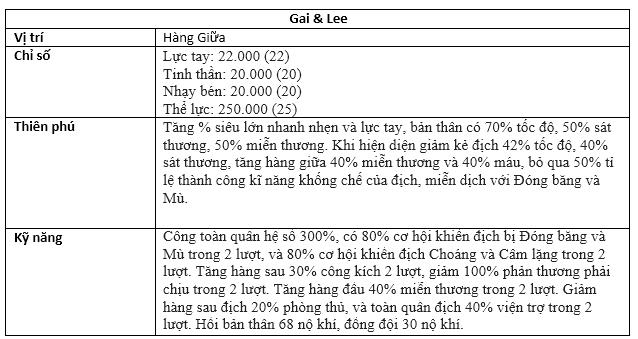 Gai & Lee
Vị trí
Hàng Giữa
Chỉ số
Lực tay: 22.000 (22)
Tinh thần: 20.000 (20)
Nhạy bén: 20.000 (20)
Thể lực: 250.000 (25)
Thiên phú
Tăng % siêu lớn nhanh nhẹn và lực tay, bản thân có 70% tốc độ, 50% sát
thương, 50% miễn thương. Khi hiện diện giảm kẻ địch 42% tốc độ, 40%
sát thương, tăng hàng giữa 40% miễn thương và 40% máu, bỏ qua 50% tỉ
lệ thành công kĩ năng khống chế của địch, miễn dịch với Đóng băng và
Mù.
Kỹ năng
Công toàn quân hệ số 300%, có 80% cơ hội khiến địch bị Đóng băng và
Mù trong 2 lượt, và 80% cơ hội khiến địch Choáng và Câm lặng trong 2
lượt. Tăng hàng sau 30% công kích 2 lượt, giảm 100% phản thương phải
chịu trong 2 lượt. Tăng hàng đầu 40% miễn thương trong 2 lượt. Giảm
hàng sau địch 20% phòng thủ, và toàn quân địch 40% viện trợ trong 2
lượt. Hồi bản thân 68 nộ khí, đồng đội 30 nộ khí.